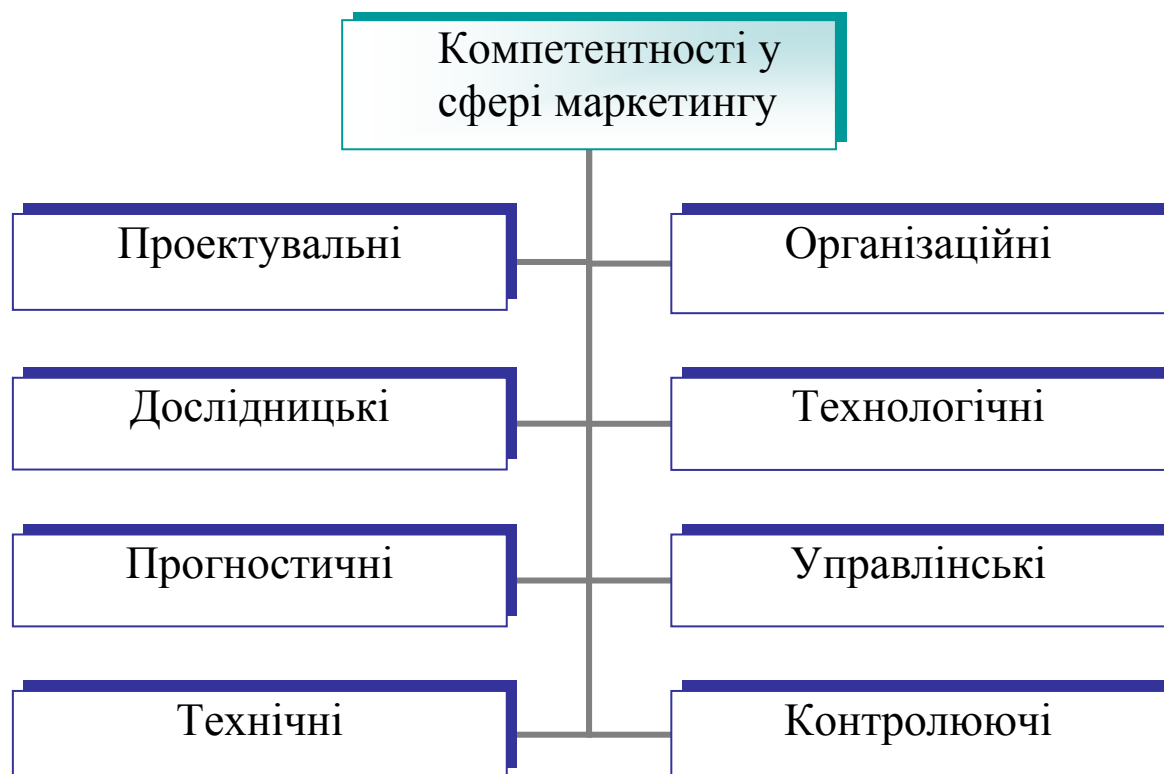 Компетентності у
сфері маркетингу
Проектувальні
Організаційні
Дослідницькі
Технологічні
Прогностичні
Управлінські
Технічні
Контролюючі